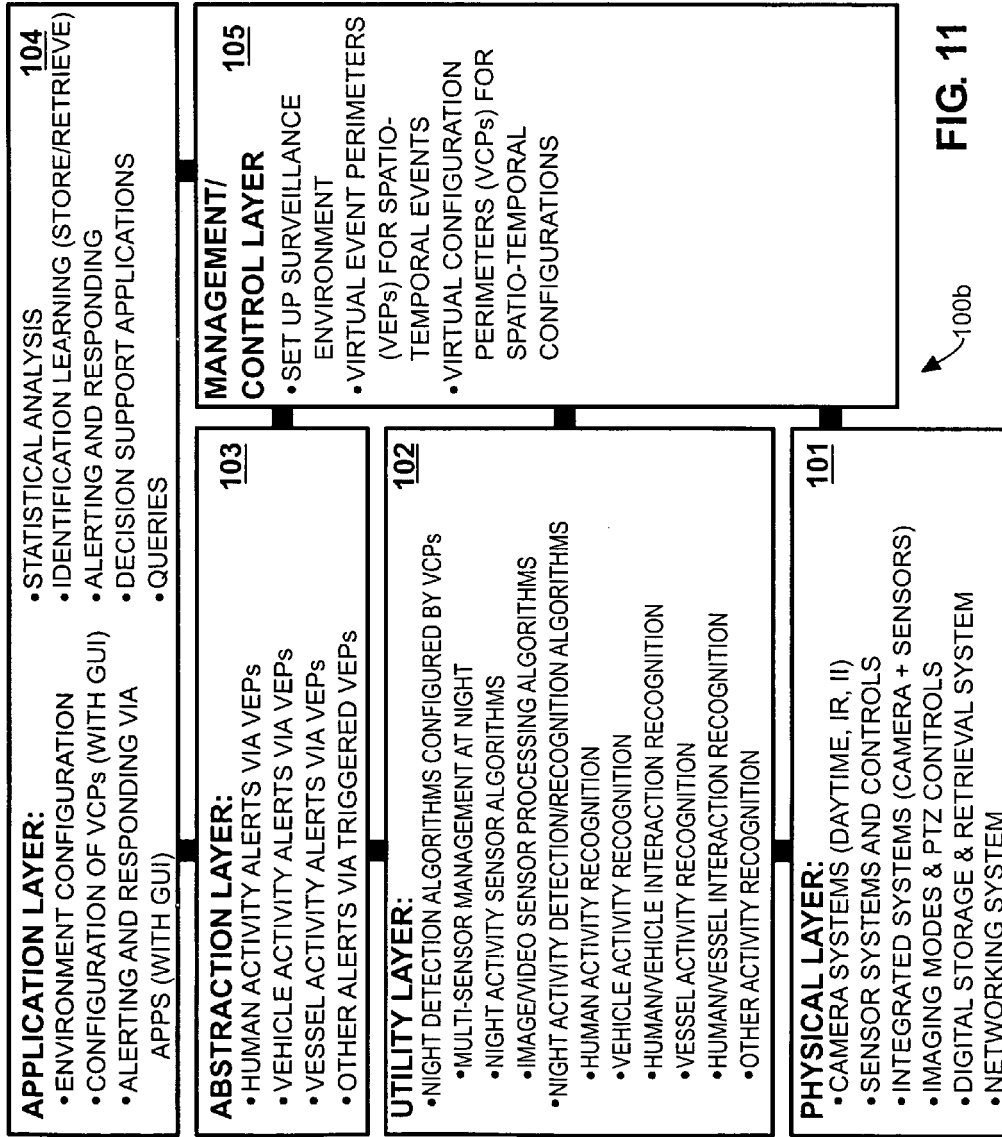 APPLICATION LAYER:
• ENVIRONMENT CONFIGURATION
• CONFIGURATION OF VCPs (WITH GUI)
• ALERTING AND RESPONDING VIA
APPS (WITH GUI)
• STATISTICAL ANALYSIS
• IDENTIFICATION LEARNING (STORE/RETRIEVE)
• ALERTING AND RESPONDING
• DECISION SUPPORT APPLICATIONS
• QUERIES
104
ABSTRACTION LAYER:
• HUMAN ACTIVITY ALERTS VIA VEPs
• VEHICLE ACTIVITY ALERTS VIA VEPs
• VESSEL ACTIVITY ALERTS VIA VEPs
• OTHER ALERTS VIA TRIGGERED VEPs
103
UTILITY LAYER:
• NIGHT DETECTION ALGORITHMS CONFIGURED BY VCPs
• MULTI-SENSOR MANAGEMENT AT NIGHT
• NIGHT ACTIVITY SENSOR ALGORITHMS
• IMAGE/VIDEO SENSOR PROCESSING ALGORITHMS
• NIGHT ACTIVITY DETECTION/RECOGNITION ALGORITHMS
• HUMAN ACTIVITY RECOGNITION
• VEHICLE ACTIVITY RECOGNITION
• HUMAN/VEHICLE INTERACTION RECOGNITION
• VESSEL ACTIVITY RECOGNITION
• HUMAN/VESSEL INTERACTION RECOGNITION
• OTHER ACTIVITY RECOGNITION
102
PHYSICAL LAYER:
• CAMERA SYSTEMS (DAYTIME, IR, II)
• SENSOR SYSTEMS AND CONTROLS
• INTEGRATED SYSTEMS (CAMERA + SENSORS)
• IMAGING MODES & PTZ CONTROLS
• DIGITAL STORAGE & RETRIEVAL SYSTEM
• NETWORKING SYSTEM
101
MANAGEMENT/
CONTROL LAYER
105
• SET UP SURVEILLANCE
ENVIRONMENT
• VIRTUAL EVENT PERIMETERS
(VEPs) FOR SPATIO-
TEMPORAL EVENTS
• VIRTUAL CONFIGURATION
PERIMETERS (VCPs) FOR
SPATIO-TEMPORAL
CONFIGURATIONS
100b
FIG. 11